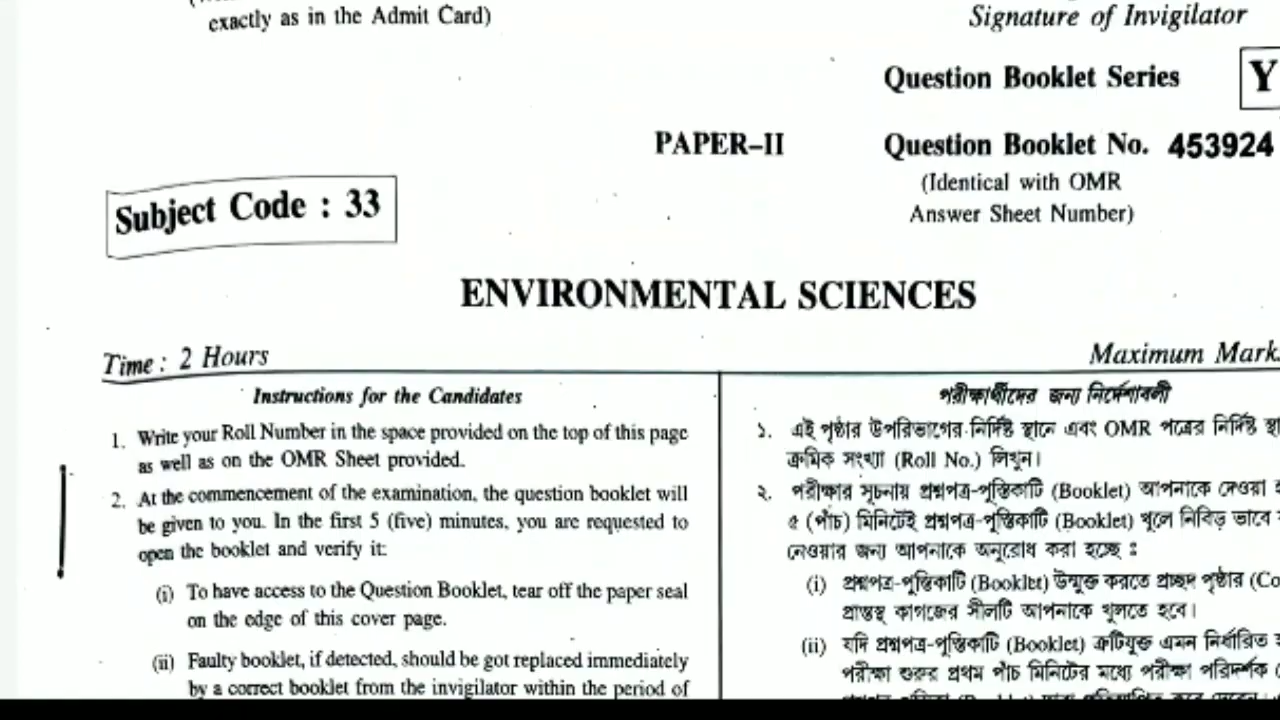 exactly as in the Admit Card)
Signature of Invigilator
Question Booklet Series Y
PAPER–II
Question Booklet No. 453924
(Identical with OMR
Answer Sheet Number)
Subject Code : 33
ENVIRONMENTAL SCIENCES
Time : 2 Hours
Maximum Mark
Instructions for the Candidates
1. Write your Roll Number in the space provided on the top of this page
as well as on the OMR Sheet provided.
2. At the commencement of the examination, the question booklet will
be given to you. In the first 5 (five) minutes, you are requested to
open the booklet and verify it:
(i) To have access to the Question Booklet, tear off the paper seal
on the edge of this cover page.
(ii) Faulty booklet, if detected, should be got replaced immediately
by a correct booklet from the invigilator within the period of
পরীক্ষার্থীদের জন্য নির্দেশাবলী
১. এই পৃষ্ঠার উপরিভাগের নির্দিষ্ট স্থানে এবং OMR পত্রের নির্দিষ্ট
ক্রমিক সংখ্যা (Roll No.) লিখুন।
২. পরীক্ষার সূচনায় প্রশ্নপত্র-পুস্তিকাটি (Booklet) আপনাকে দেওয়া
৫ (পাঁচ) মিনিটেই প্রশ্নপত্র-পুস্তিকাটি (Booklet) খুলে নিবিড় ভাবে
নেওয়ার জন্য আপনাকে অনুরোধ করা হচ্ছে :
(i) প্রশ্নপত্র-পুস্তিকাটি (Booklet) উন্মুক্ত করতে প্রচ্ছদ পৃষ্ঠার (Co
প্রান্তস্থ কাগজের সীলটি আপনাকে খুলতে হবে।
(ii) যদি প্রশ্নপত্র-পুস্তিকাটি (Booklet) ত্রুটিযুক্ত এমন নির্ধারিত
পরীক্ষা শুরুর প্রথম পাঁচ মিনিটের মধ্যে পরীক্ষা পরিদর্শক